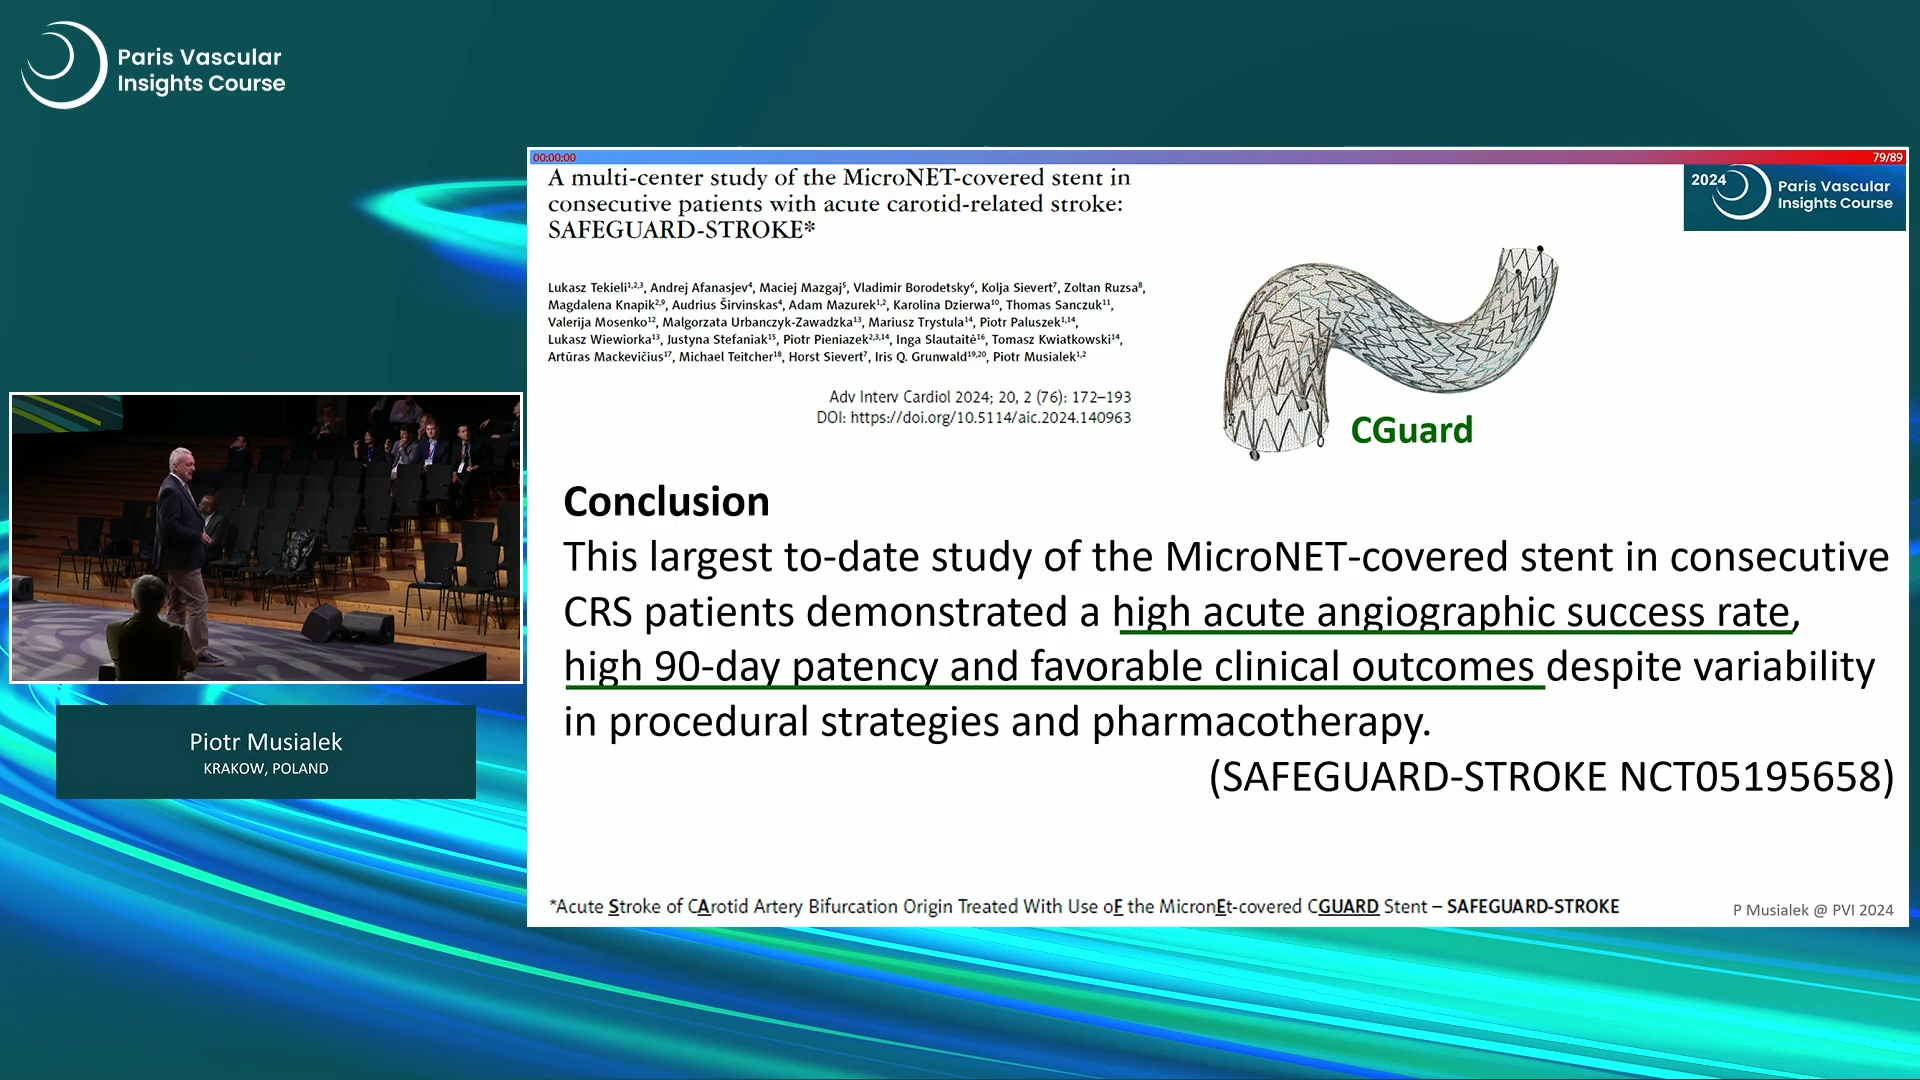 Paris Vascular
Insights Course
00:00:00
79/89
A multi-center study of the MicroNET-covered stent in
consecutive patients with acute carotid-related stroke:
SAFEGUARD-STROKE*
2024
Paris Vascular
Insights Course
Lukasz Tekieli1,2,3, Andrej Afanasjev4, Maciej Mazgaj5, Vladimir Borodetsky6, Kolja Sievert7, Zoltan Ruzsa8,
Magdalena Knapik2,9, Audrius Širvinskas4, Adam Mazurek1,2, Karolina Dzierwa10, Thomas Sanczuk11,
Valerija Mosenko12, Malgorzata Urbanczyk-Zawadzka13, Mariusz Trystula14, Piotr Paluszek1,14,
Lukasz Wiewiorka13, Justyna Stefaniak15, Piotr Pieniazek2,3,14, Inga Slautaitė16, Tomasz Kwiatkowski14,
Artūras Mackevičius17, Michael Teitcher18, Horst Sievert7, Iris Q. Grunwald19,20, Piotr Musialek1,2
Adv Interv Cardiol 2024; 20, 2 (76): 172–193
DOI: https://doi.org/10.5114/aic.2024.140963
CGuard
Conclusion
This largest to-date study of the MicroNET-covered stent in consecutive
CRS patients demonstrated a high acute angiographic success rate,
high 90-day patency and favorable clinical outcomes despite variability
in procedural strategies and pharmacotherapy.
(SAFEGUARD-STROKE NCT05195658)
*Acute Stroke of CArotid Artery Bifurcation Origin Treated With Use oF the MicronEt-covered CGUARD Stent – SAFEGUARD-STROKE
P Musialek @ PVI 2024
Piotr Musialek
KRAKOW, POLAND